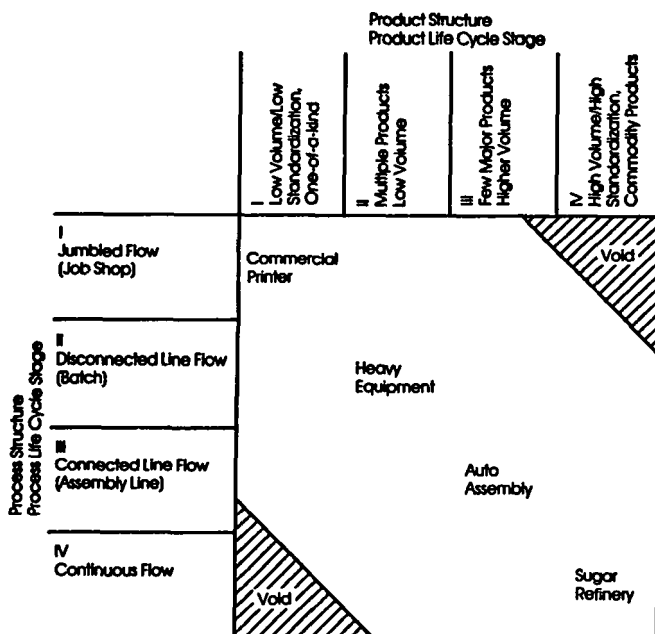 Product Structure
Product Life Cycle Stage
I
Low Volume/Low
Standardization,
One-of-a-kind
II
Multiple Products
Low Volume
III
Few Major Products
Higher Volume
IV
High Volume/High
Standardization,
Commodity Products
Process Structure
Process Life Cycle Stage
I
Jumbled Flow
(Job Shop)
Commercial
Printer
Void
II
Disconnected Line Flow
(Batch)
Heavy
Equipment
III
Connected Line Flow
(Assembly Line)
Auto
Assembly
IV
Continuous Flow
Void
Sugar
Refinery